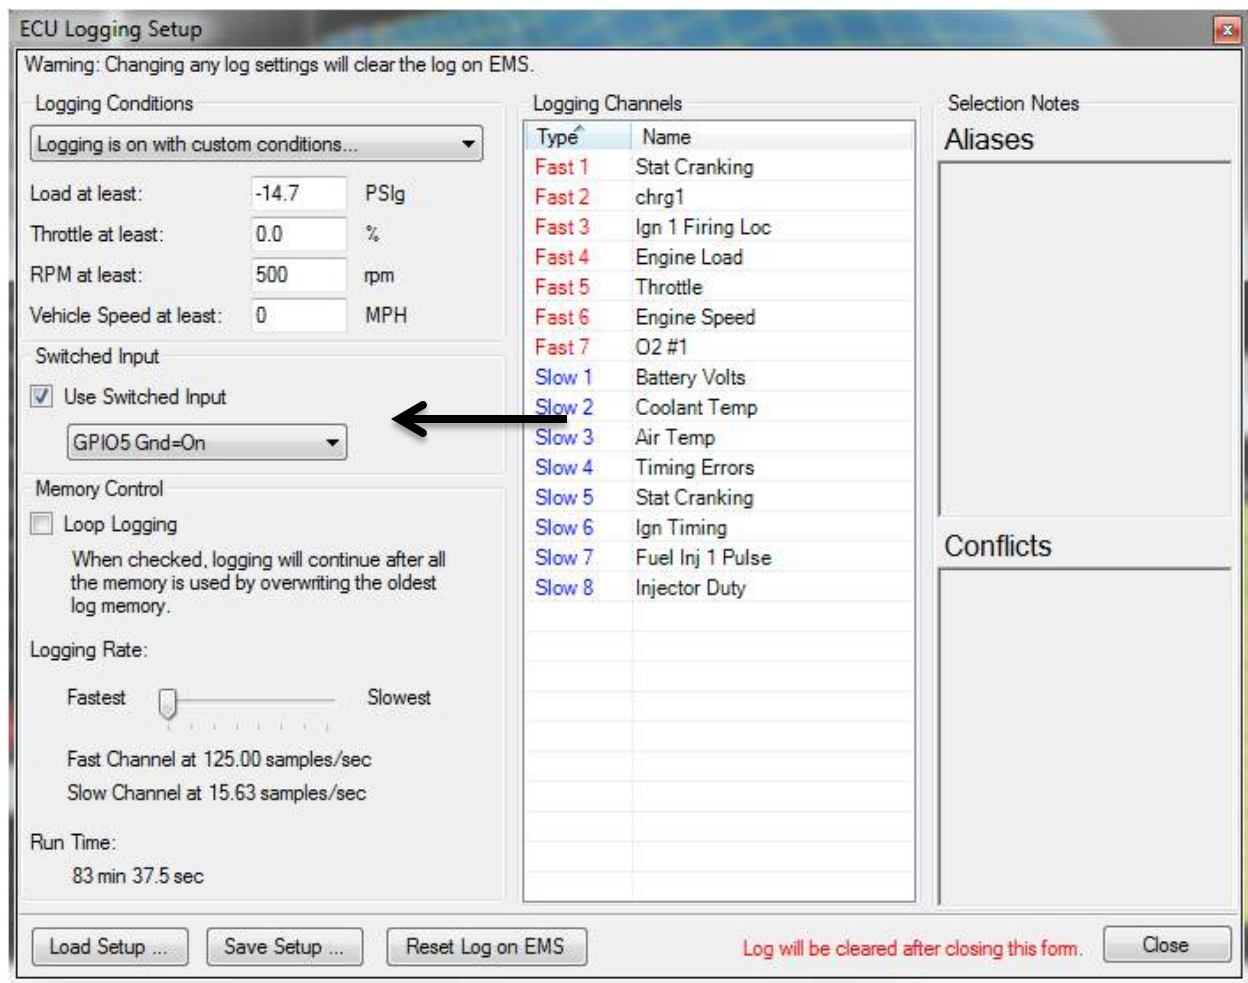 ECU Logging Setup
Warning: Changing any log settings will clear the log on EMS.
Logging Conditions
Logging is on with custom conditions...
Load at least: -14.7 PSIg
Throttle at least: 0.0 %
RPM at least: 500 rpm
Vehicle Speed at least: 0 MPH
Switched Input
Use Switched Input
GPIO5 Gnd=On
Memory Control
Loop Logging
When checked, logging will continue after all
the memory is used by overwriting the oldest
log memory.
Logging Rate:
Fastest Slowest
Fast Channel at 125.00 samples/sec
Slow Channel at 15.63 samples/sec
Run Time:
83 min 37.5 sec
Logging Channels
Type Name
Fast 1 Stat Cranking
Fast 2 chrg1
Fast 3 Ign 1 Firing Loc
Fast 4 Engine Load
Fast 5 Throttle
Fast 6 Engine Speed
Fast 7 O2 #1
Slow 1 Battery Volts
Slow 2 Coolant Temp
Slow 3 Air Temp
Slow 4 Timing Errors
Slow 5 Stat Cranking
Slow 6 Ign Timing
Slow 7 Fuel Inj 1 Pulse
Slow 8 Injector Duty
Selection Notes
Aliases
Conflicts
Load Setup ... Save Setup ... Reset Log on EMS Log will be cleared after closing this form. Close